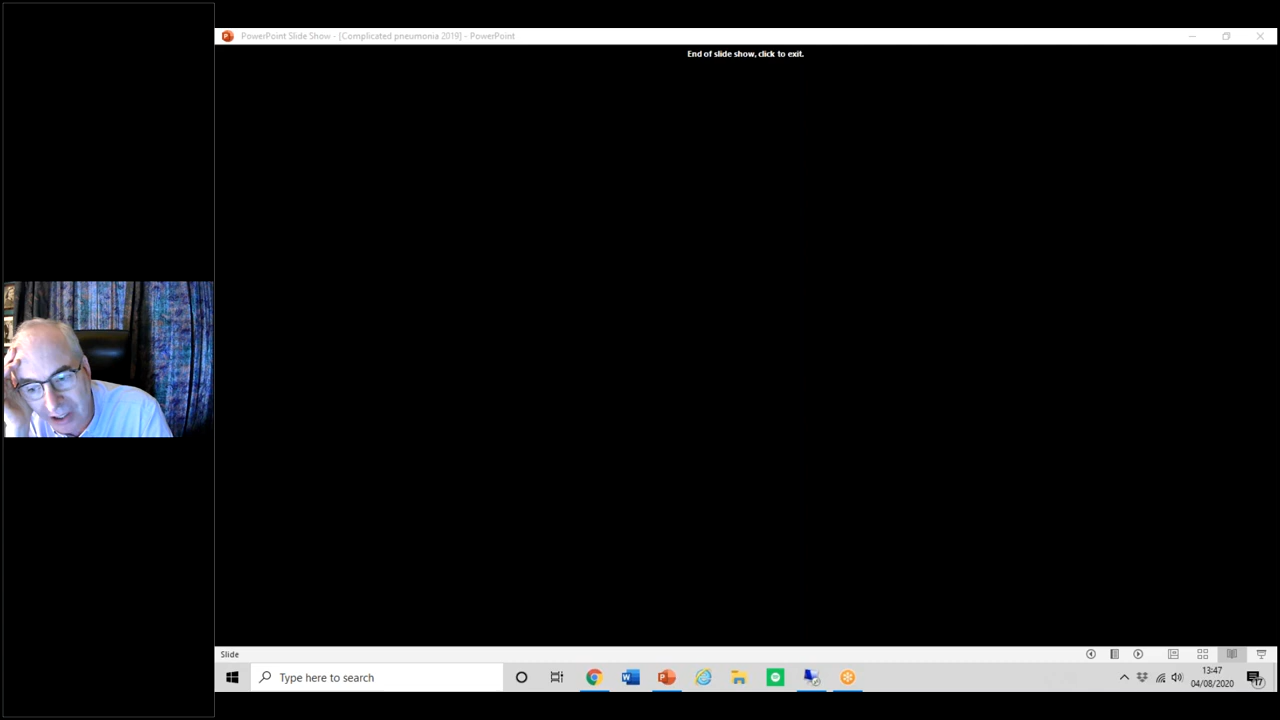 PowerPoint Slide Show - [Complicated pneumonia 2019] - PowerPoint
End of slide show, click to exit.
Slide
Type here to search
13:47
04/08/2020
17